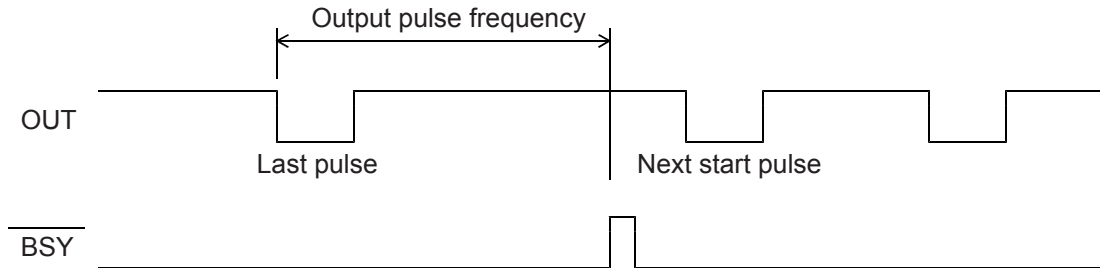 Output pulse frequency
OUT
Last pulse
Next start pulse
BSY